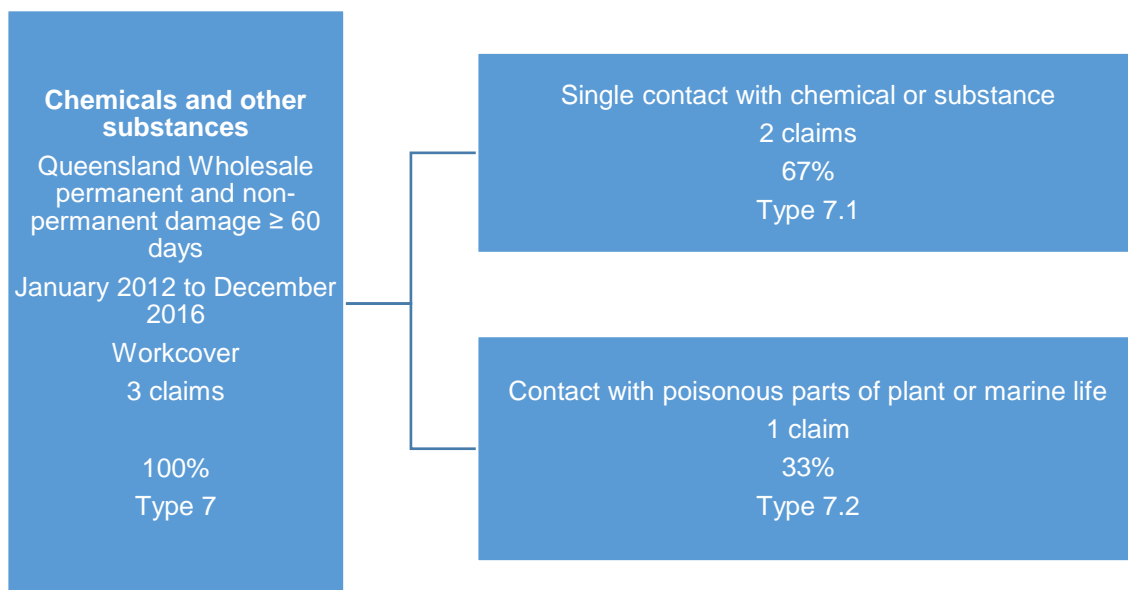 Chemicals and other
substances
Queensland Wholesale
permanent and non-
permanent damage ≥ 60
days
January 2012 to December
2016
Workcover
3 claims
100%
Type 7
Single contact with chemical or substance
2 claims
67%
Type 7.1
Contact with poisonous parts of plant or marine life
1 claim
33%
Type 7.2